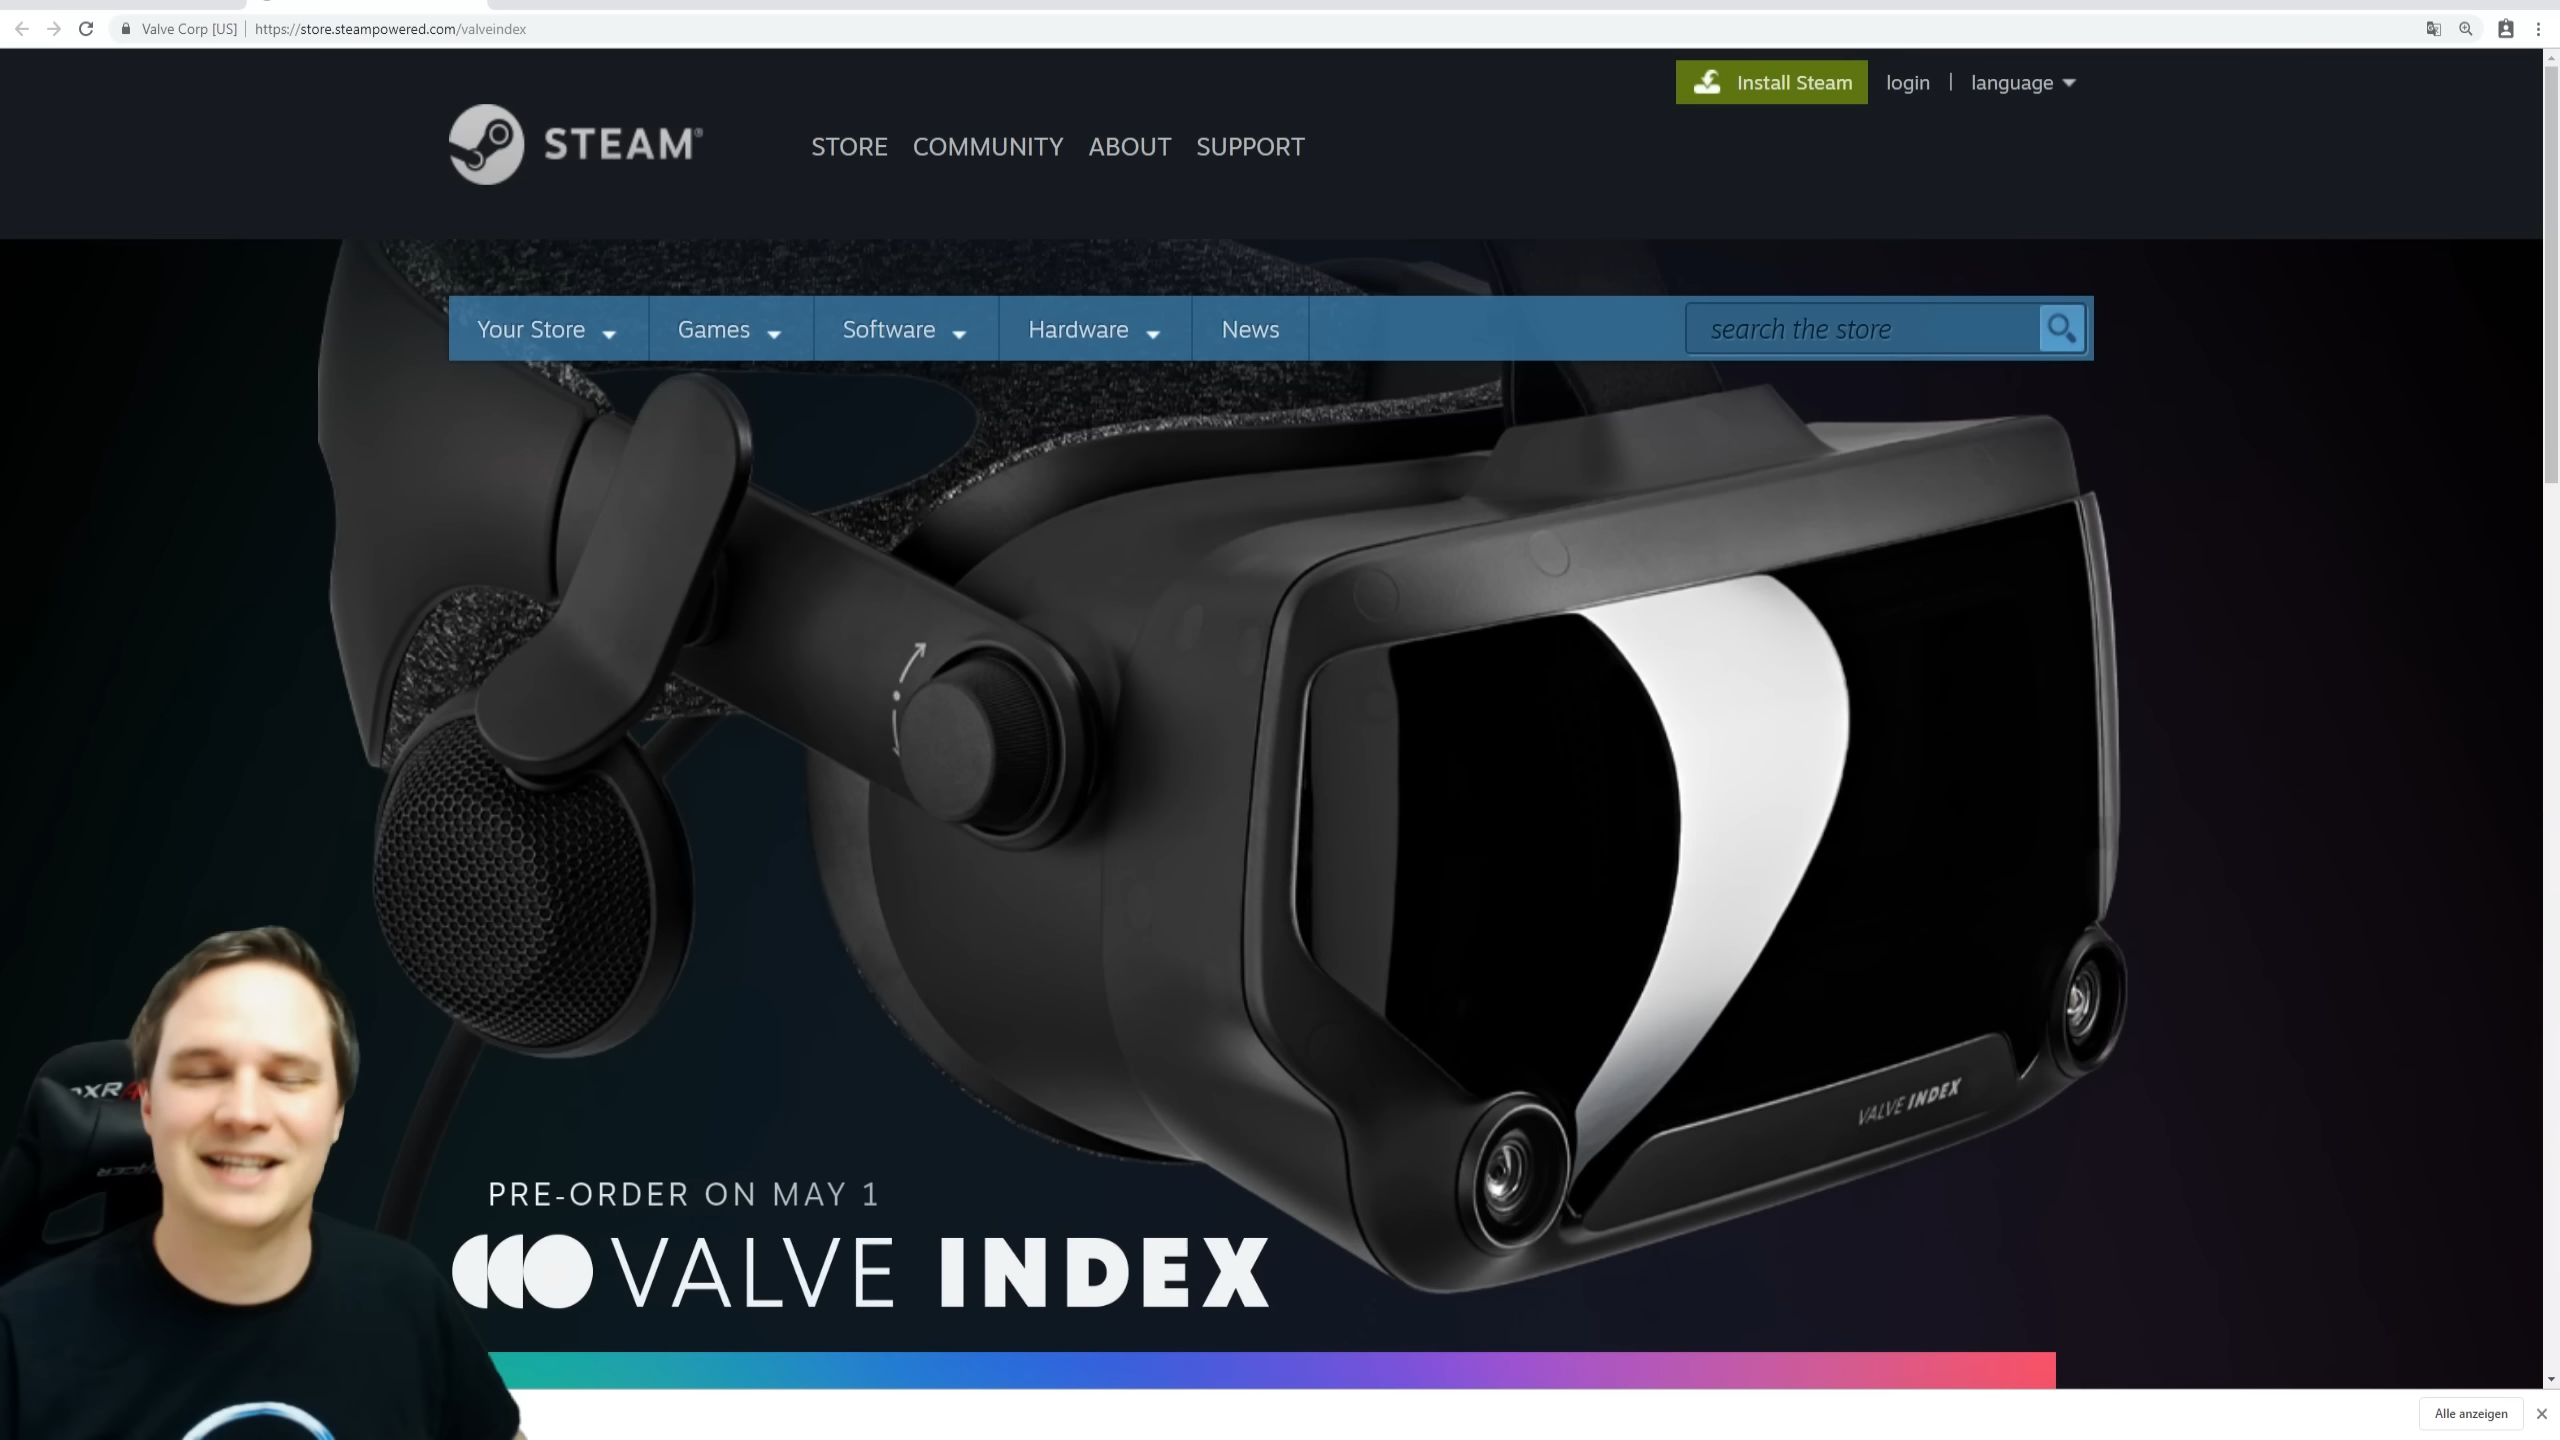 Valve Corp [US] | https://store.steampowered.com/valveindex
Install Steam login | language
STEAM®
STORE COMMUNITY ABOUT SUPPORT
Your Store Games Software Hardware News search the store
VALVE INDEX
PRE-ORDER ON MAY 1
VALVE INDEX
Alle anzeigen